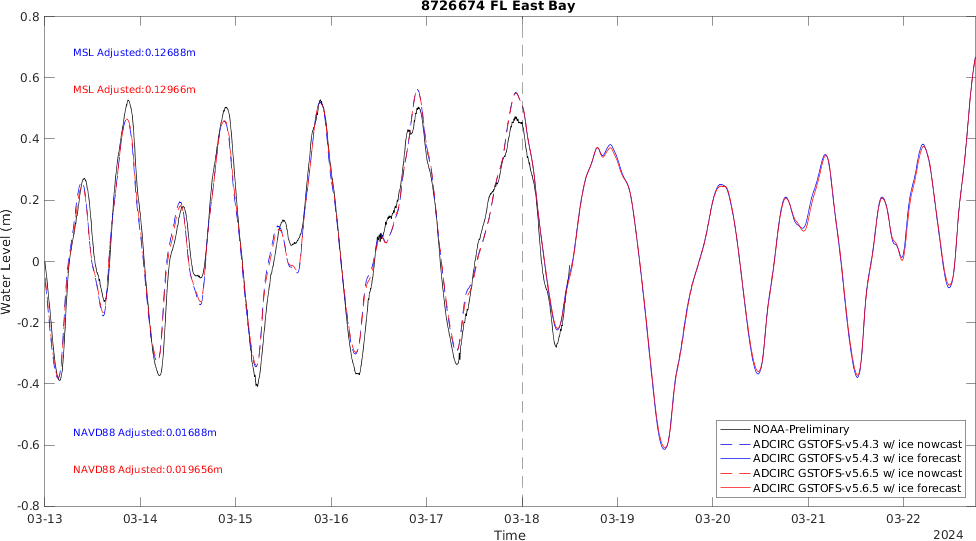 8726674 FL East Bay
0.8
MSL Adjusted:0.12688m
0.6
MSL Adjusted:0.12966m
0.4
0.2
Water Level (m)
0
-0.2
-0.4
NAVD88 Adjusted:0.01688m
NOAA-Preliminary
-0.6
ADCIRC GSTOFS-v5.4.3 w/ ice nowcast
ADCIRC GSTOFS-v5.4.3 w/ ice forecast
NAVD88 Adjusted:0.019656m
ADCIRC GSTOFS-v5.6.5 w/ ice nowcast
ADCIRC GSTOFS-v5.6.5 w/ ice forecast
-0.8
03-13 03-14 03-15 03-16 03-17 03-18 03-19 03-20 03-21 03-22
Time
2024